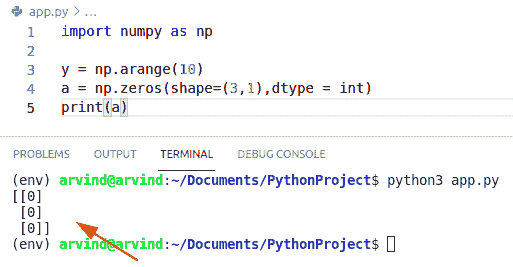 app.py > ...
1 import numpy as np
2
3 y = np.arange(10)
4 a = np.zeros(shape=(3,1),dtype = int)
5 print(a)
PROBLEMS OUTPUT TERMINAL DEBUG CONSOLE
(env) arvind@arvind:~/Documents/PythonProject$ python3 app.py
[[0]
 [0]
 [0]]
(env) arvind@arvind:~/Documents/PythonProject$